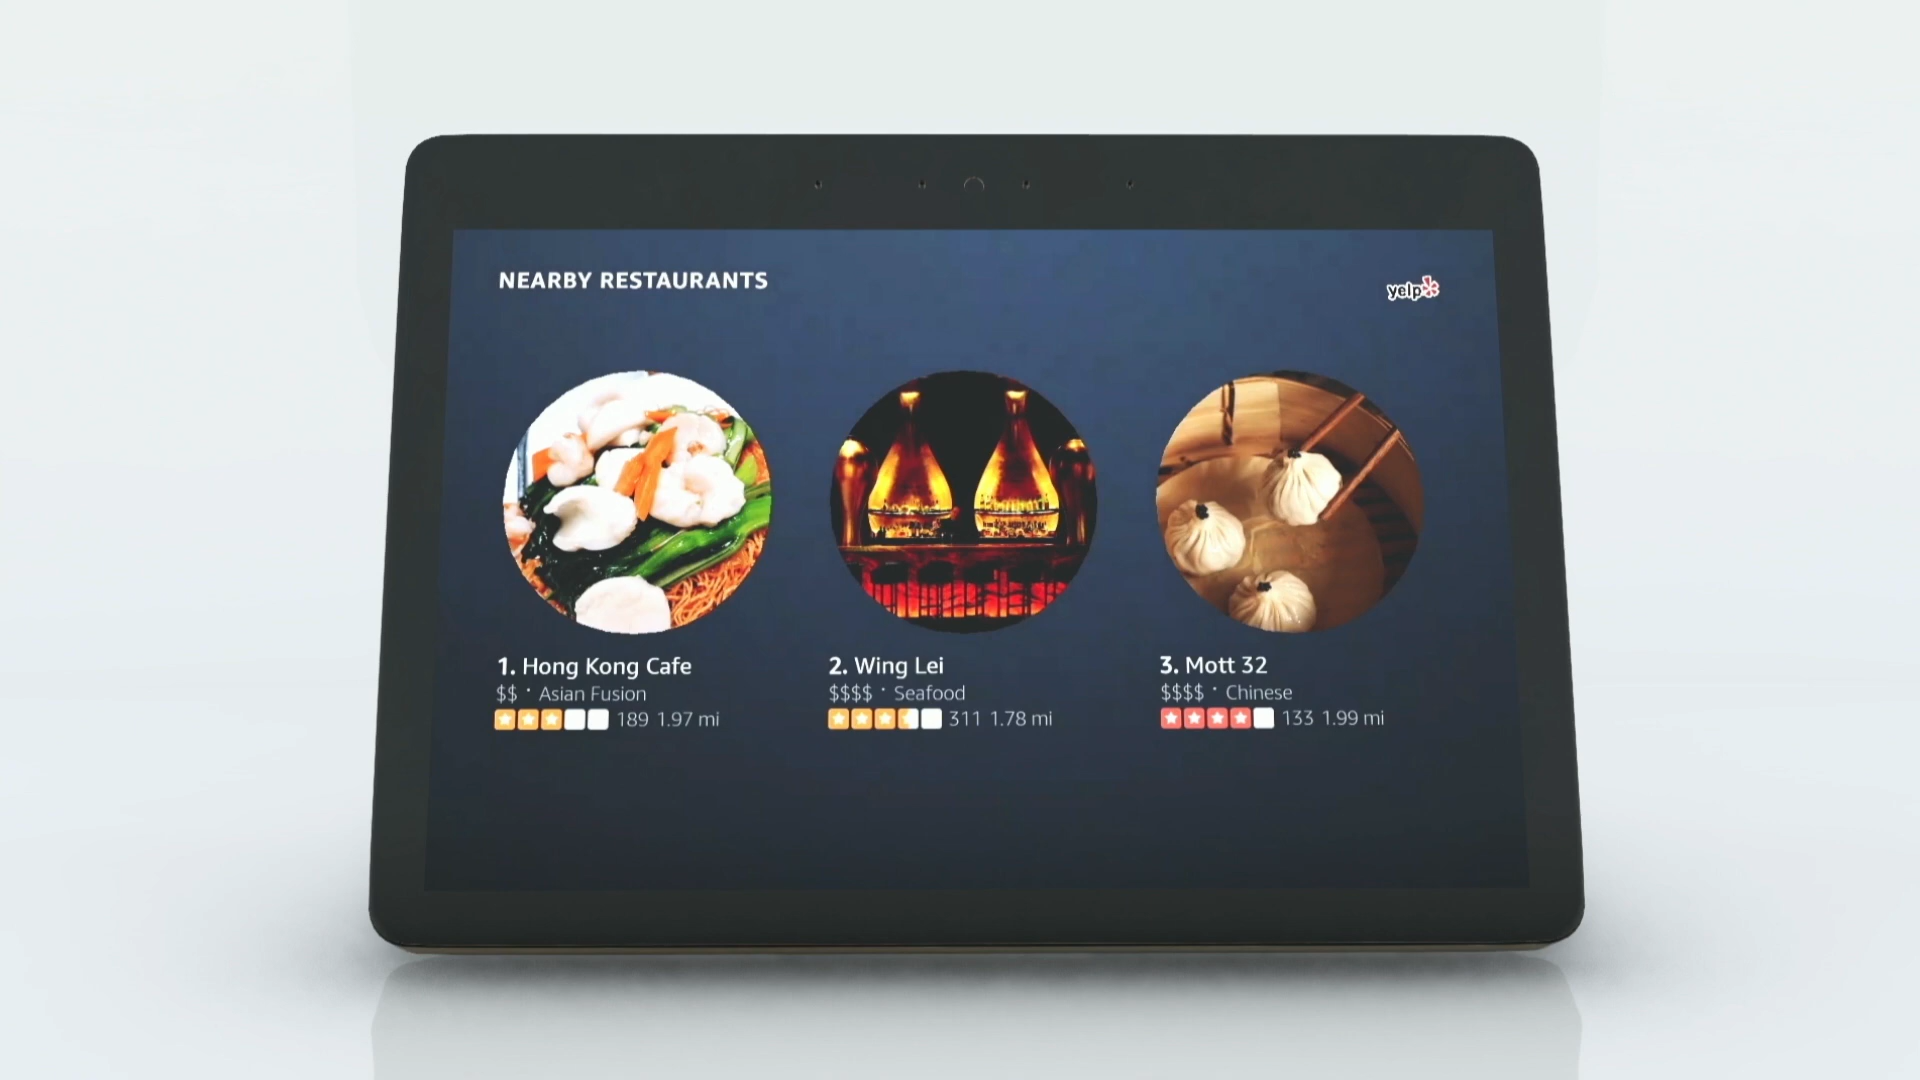 NEARBY RESTAURANTS
yelp
1. Hong Kong Cafe
$$ · Asian Fusion
189 1.97 mi
2. Wing Lei
$$$$ · Seafood
311 1.78 mi
3. Mott 32
$$$$ · Chinese
133 1.99 mi